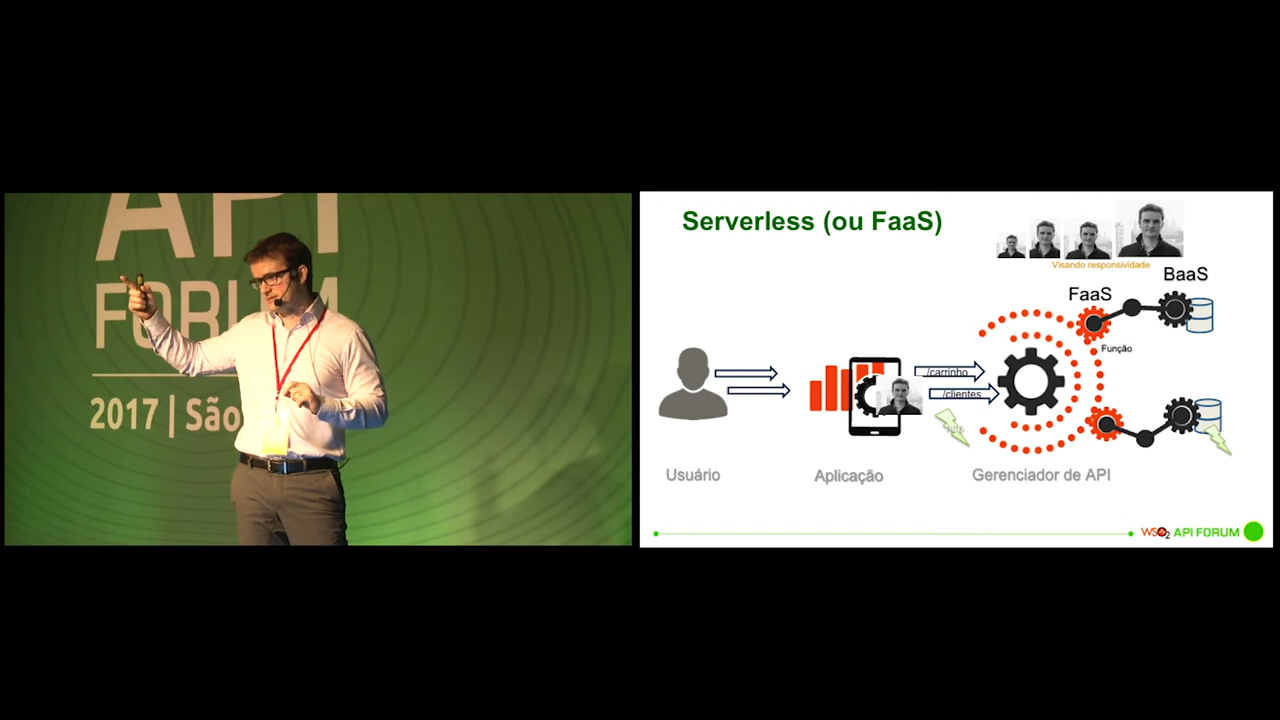 API
FORUM
2017 | São
Serverless (ou FaaS)
Visando responsividade
BaaS
FaaS
Função
/carrinho
/clientes
Usuário
Aplicação
Gerenciador de API
WSO2 API FORUM